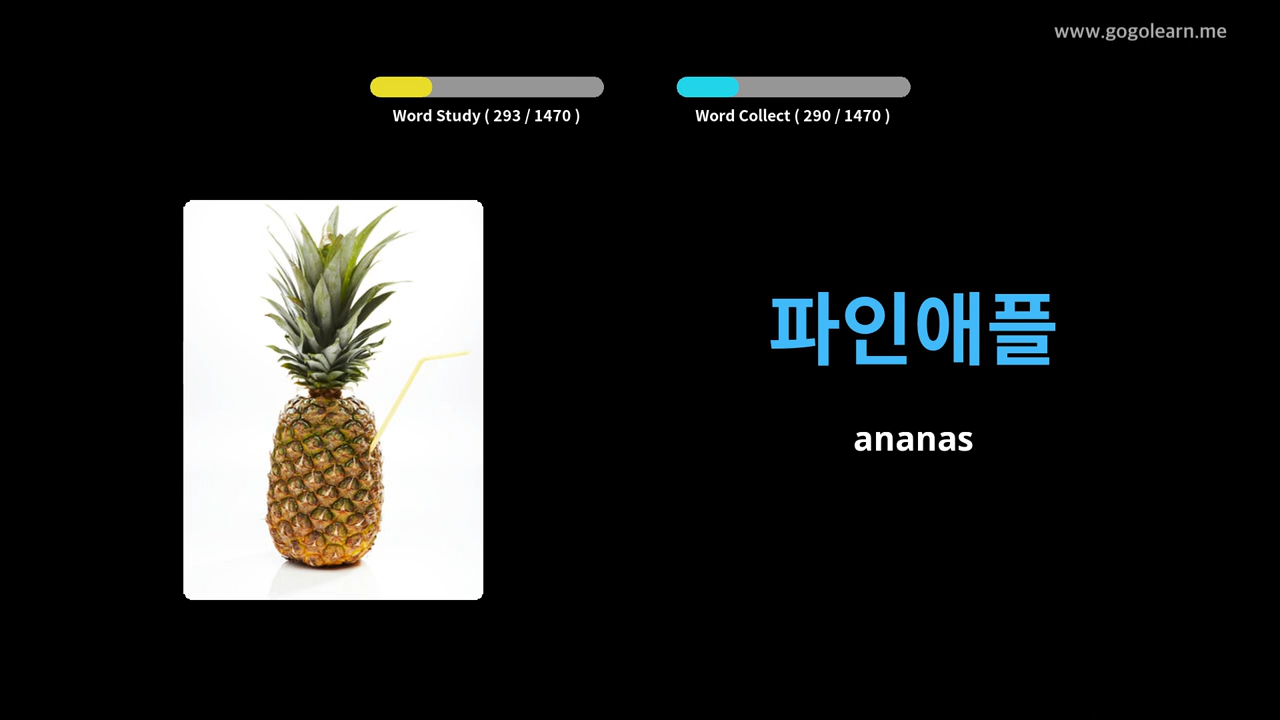 www.gogolearn.me
Word Study ( 293 / 1470 )
Word Collect ( 290 / 1470 )
파인애플
ananas